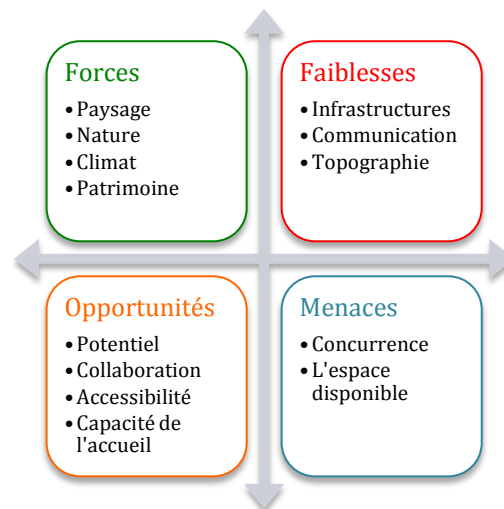 Forces
• Paysage
• Nature
• Climat
• Patrimoine
Faiblesses
• Infrastructures
• Communication
• Topographie
Opportunités
• Potentiel
• Collaboration
• Accessibilité
• Capacité de
l'accueil
Menaces
• Concurrence
• L'espace
disponible